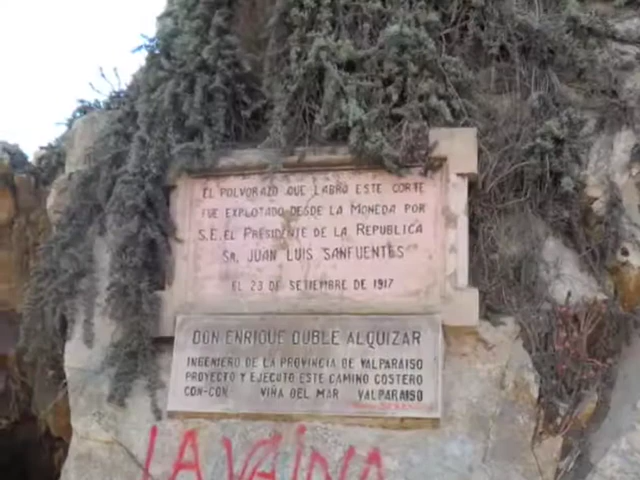 EL POLVORAZO QUE LABRO ESTE CORTE
FUE EXPLOTADO DESDE LA MONEDA POR
S.E. EL PRESIDENTE DE LA REPUBLICA
SR. JUAN LUIS SANFUENTES
EL 23 DE SETIEMBRE DE 1917
DON ENRIQUE DUBLE ALQUIZAR
INGENIERO DE LA PROVINCIA DE VALPARAISO
PROYECTO Y EJECUTO ESTE CAMINO COSTERO
CON-CON VIÑA DEL MAR VALPARAISO
LA VAINA